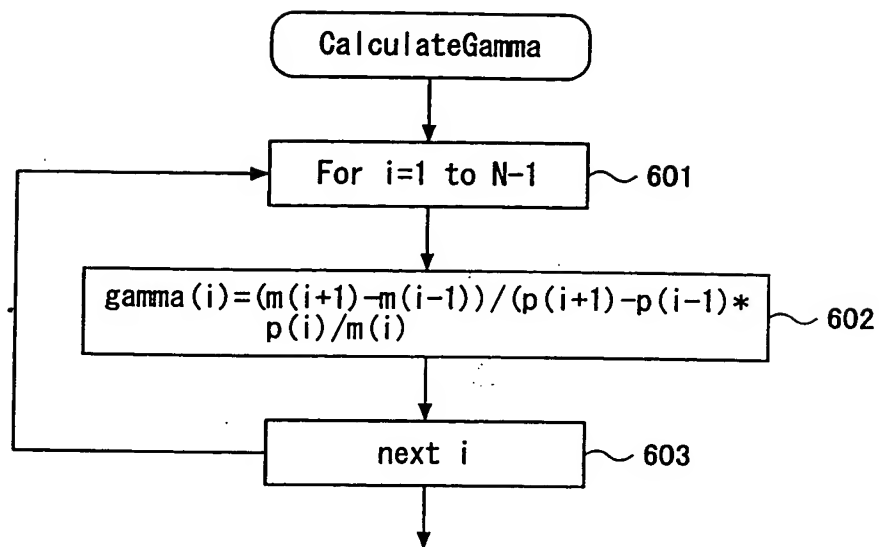 CalculateGamma
For i=1 to N-1
601
gamma(i)=(m(i+1)-m(i-1))/(p(i+1)-p(i-1)*
p(i)/m(i)
602
next i
603